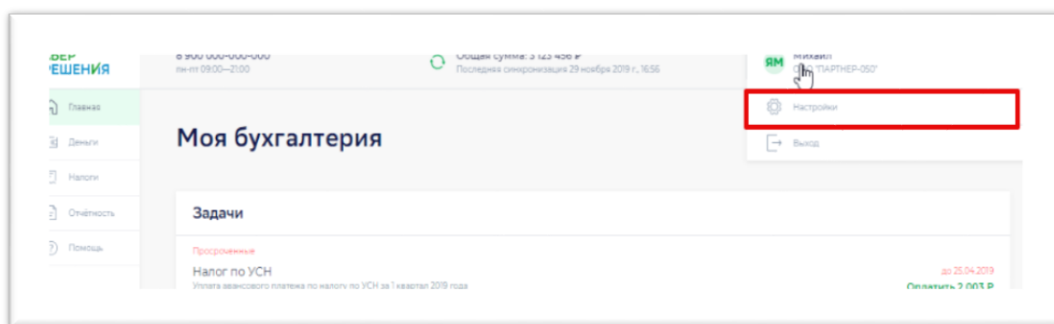 РЕШЕНИЯ
8 900 000-000-000
пн-пт 09:00—21:00
Общая сумма: 3 123 456 ₽
Последняя синхронизация 29 ноября 2019 г., 16:56
ЯМ
Михаил
ООО "ПАРТНЕР-050"
Главная
Настройки
Деньги
Моя бухгалтерия
Выход
Налоги
Отчётность
Задачи
Помощь
Просроченные
Налог по УСН
до 25.04.2019
Уплата авансового платежа по налогу по УСН за 1 квартал 2019 года
Оплатить 2 003 ₽